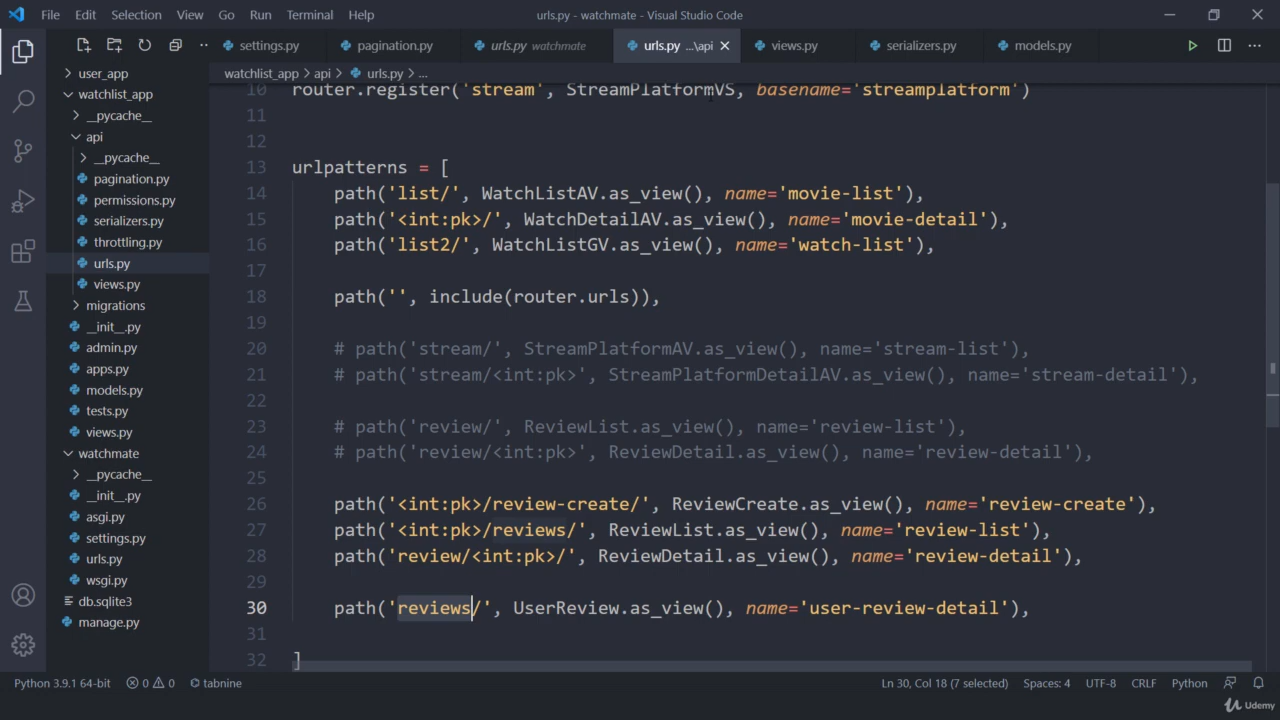 File Edit Selection View Go Run Terminal Help urls.py - watchmate - Visual Studio Code
settings.py pagination.py urls.py watchmate urls.py ...\api views.py serializers.py models.py
user_app
watchlist_app
__pycache__
api
__pycache__
pagination.py
permissions.py
serializers.py
throttling.py
urls.py
views.py
migrations
__init__.py
admin.py
apps.py
models.py
tests.py
views.py
watchmate
__pycache__
__init__.py
asgi.py
settings.py
urls.py
wsgi.py
db.sqlite3
manage.py
watchlist_app > api > urls.py > ...
10 router.register('stream', StreamPlatformVS, basename='streamplatform')
11
12
13 urlpatterns = [
14 path('list/', WatchListAV.as_view(), name='movie-list'),
15 path('<int:pk>/', WatchDetailAV.as_view(), name='movie-detail'),
16 path('list2/', WatchListGV.as_view(), name='watch-list'),
17
18 path('', include(router.urls)),
19
20 # path('stream/', StreamPlatformAV.as_view(), name='stream-list'),
21 # path('stream/<int:pk>', StreamPlatformDetailAV.as_view(), name='stream-detail'),
22
23 # path('review/', ReviewList.as_view(), name='review-list'),
24 # path('review/<int:pk>', ReviewDetail.as_view(), name='review-detail'),
25
26 path('<int:pk>/review-create/', ReviewCreate.as_view(), name='review-create'),
27 path('<int:pk>/reviews/', ReviewList.as_view(), name='review-list'),
28 path('review/<int:pk>/', ReviewDetail.as_view(), name='review-detail'),
29
30 path('reviews/', UserReview.as_view(), name='user-review-detail'),
31
32 ]
Python 3.9.1 64-bit 0 0 tabnine Ln 30, Col 18 (7 selected) Spaces: 4 UTF-8 CRLF Python
Udemy